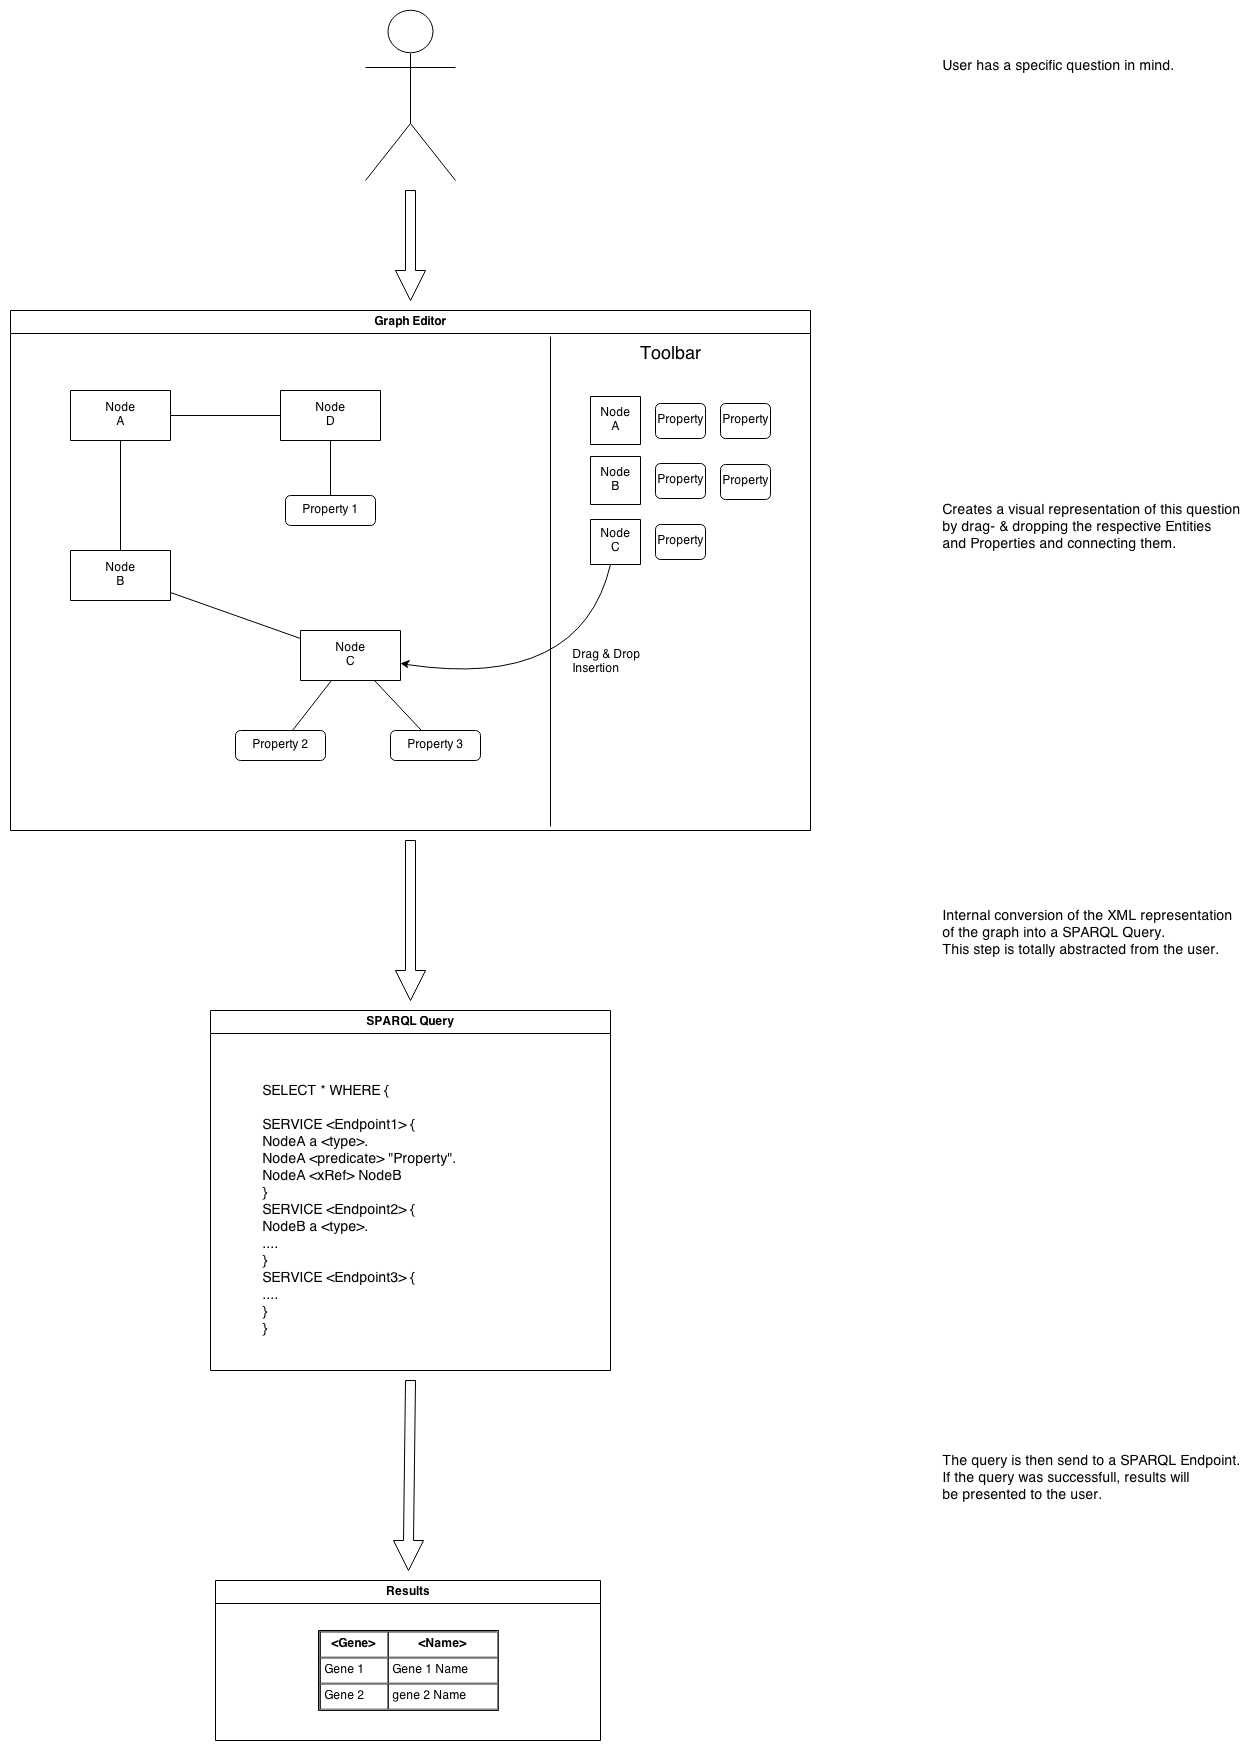 User has a specific question in mind.
Graph Editor
Toolbar
Node
A
Node
D
Property 1
Node
B
Node
C
Property 2
Property 3
Node
A
Property
Property
Node
B
Property
Property
Node
C
Property
Drag & Drop
Insertion
Creates a visual representation of this question
by drag- & dropping the respective Entities
and Properties and connecting them.
Internal conversion of the XML representation
of the graph into a SPARQL Query.
This step is totally abstracted from the user.
SPARQL Query
SELECT * WHERE {
SERVICE <Endpoint1> {
NodeA a <type>.
NodeA <predicate> "Property".
NodeA <xRef> NodeB
}
SERVICE <Endpoint2> {
NodeB a <type>.
....
}
SERVICE <Endpoint3> {
....
}
}
The query is then send to a SPARQL Endpoint.
If the query was successfull, results will
be presented to the user.
Results
<Gene> <Name>
Gene 1 Gene 1 Name
Gene 2 gene 2 Name